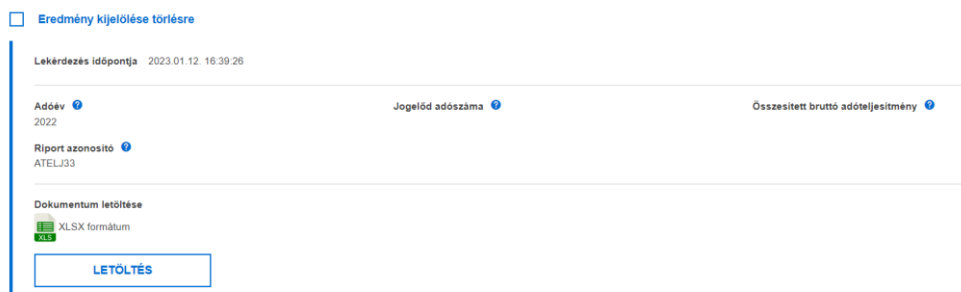 Eredmény kijelölése törlésre
Lekérdezés időpontja 2023.01.12. 16:39:26
Adóév ? Jogelőd adószáma ? Összesített bruttó adóteljesítmény ?
2022
Riport azonosító ?
ATELJ33
Dokumentum letöltése
XLS XLSX formátum
LETÖLTÉS